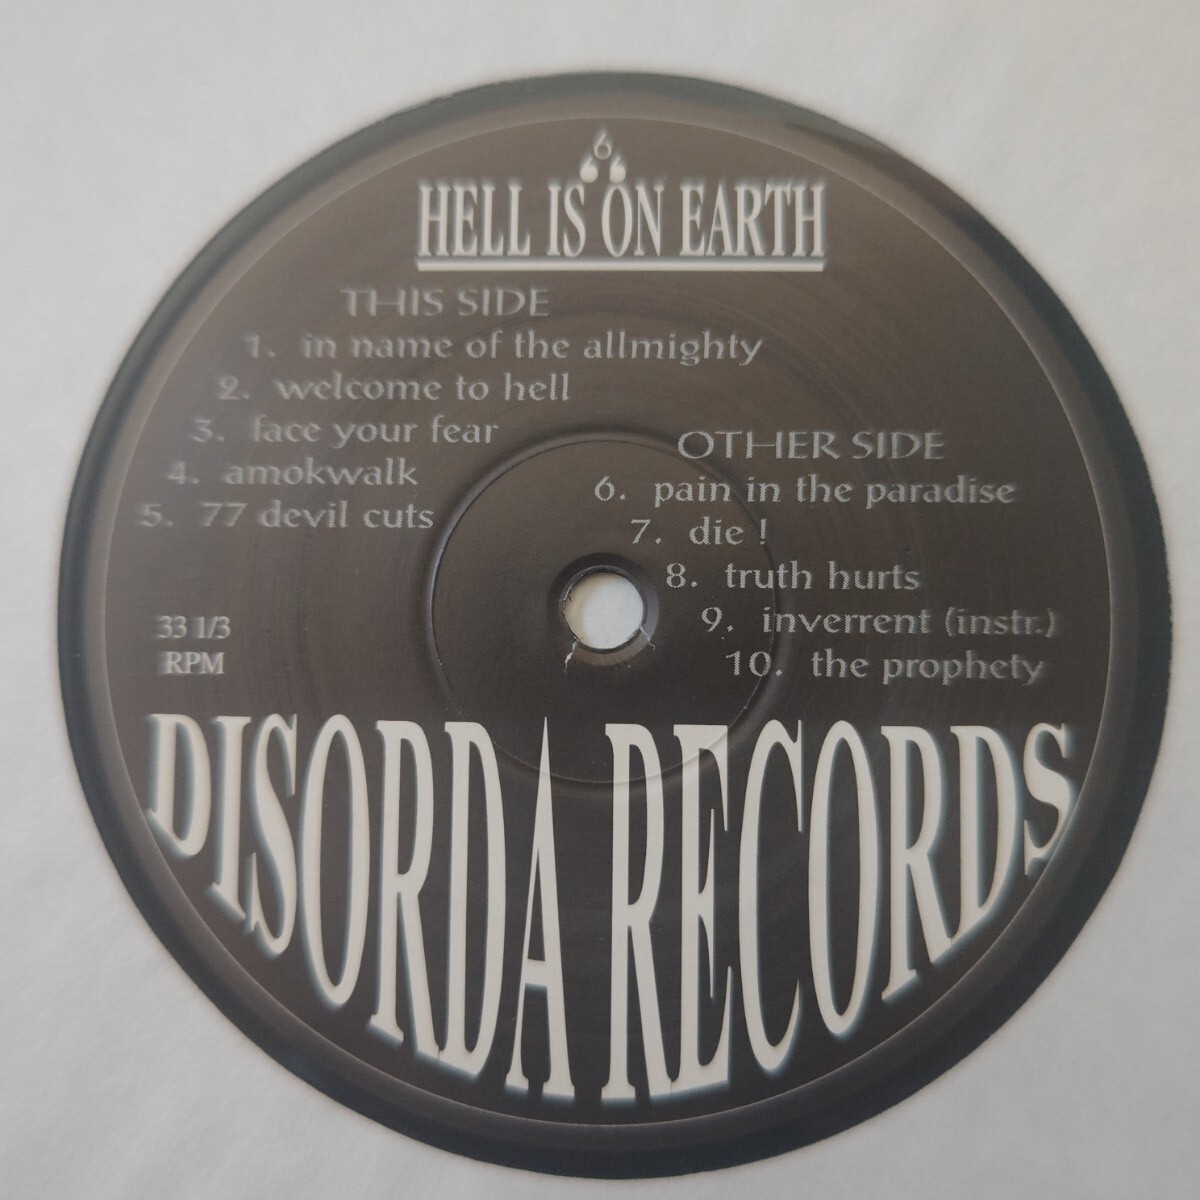 666
HELL IS ON EARTH
THIS SIDE
1. in name of the allmighty
2. welcome to hell
3. face your fear
4. amokwalk
5. 77 devil cuts
OTHER SIDE
6. pain in the paradise
7. die !
8. truth hurts
9. inverrent (instr.)
10. the prophety
33 1/3
RPM
DISORDA RECORDS